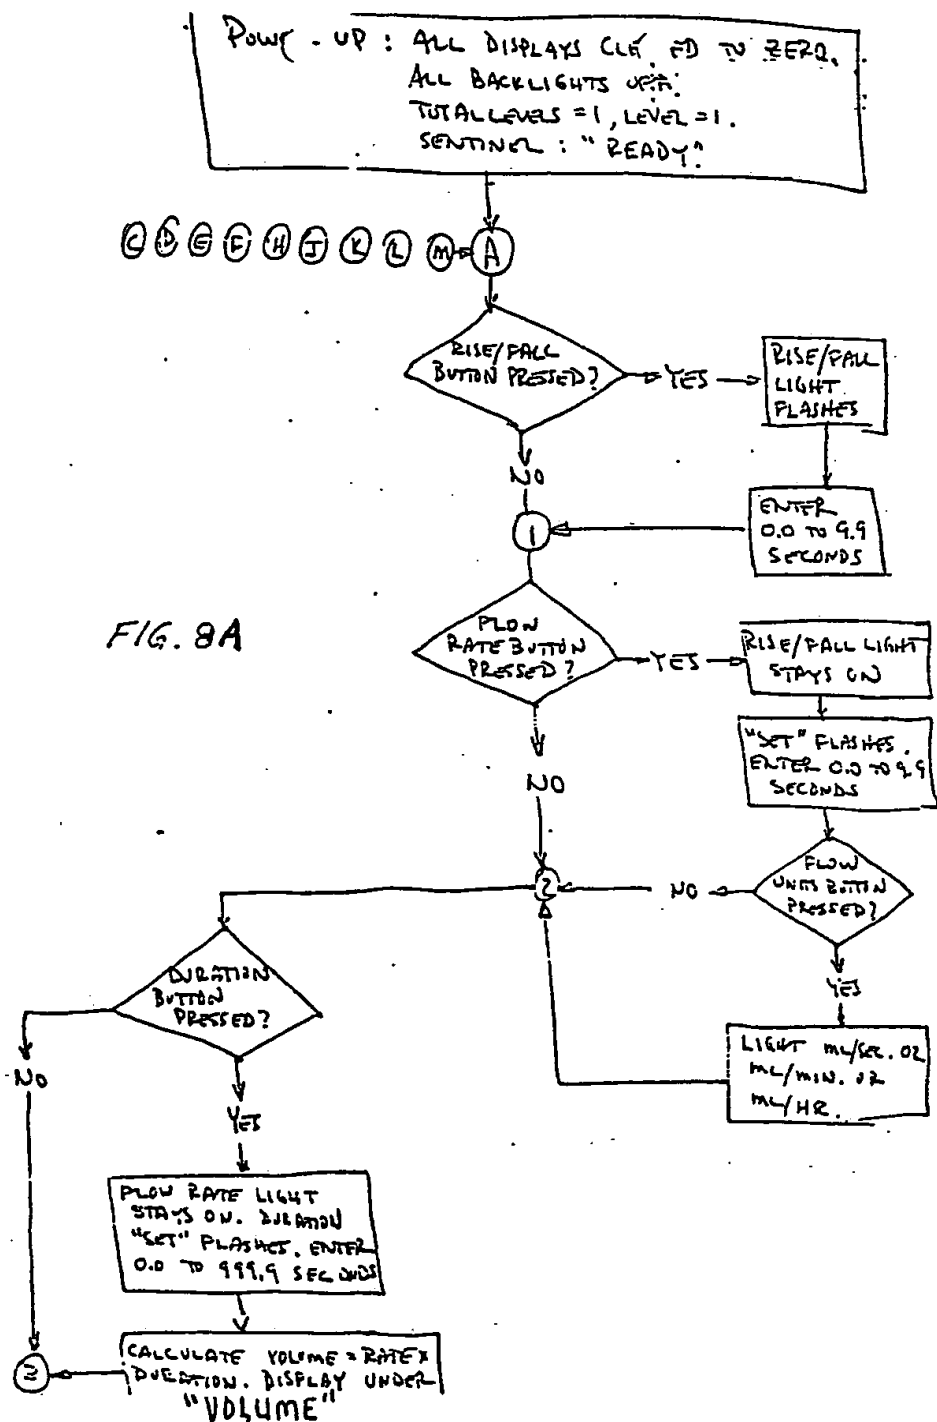 UP: ALL DISPLAYS ED TO ZERO.
ALL BACKLIGHTS
TOTAL LEVELS = 1, LEVEL = 1.
SENTINEL: "READY".
C D E F H J K L M A
RISE/FALL
BUTTON PRESSED?
YES
RISE/FALL
LIGHT
FLASHES
NO
ENTER
0.0 TO 9.9
SECONDS
1
FIG. 8A
FLOW
RATE BUTTON
PRESSED?
YES
RISE/FALL LIGHT
STAYS ON
"SET" FLASHES.
ENTER 0.0 TO 9.9
SECONDS
NO
FLOW
UNITS BUTTON
PRESSED?
NO
2
YES
DURATION
BUTTON
PRESSED?
LIGHT ML/SEC. OR
ML/MIN. OR
ML/HR.
NO
YES
FLOW RATE LIGHT
STAYS ON. DURATION
"SET" FLASHES. ENTER
0.0 TO 999.9 SECONDS
CALCULATE VOLUME = RATE X
DURATION. DISPLAY UNDER
"VOLUME"